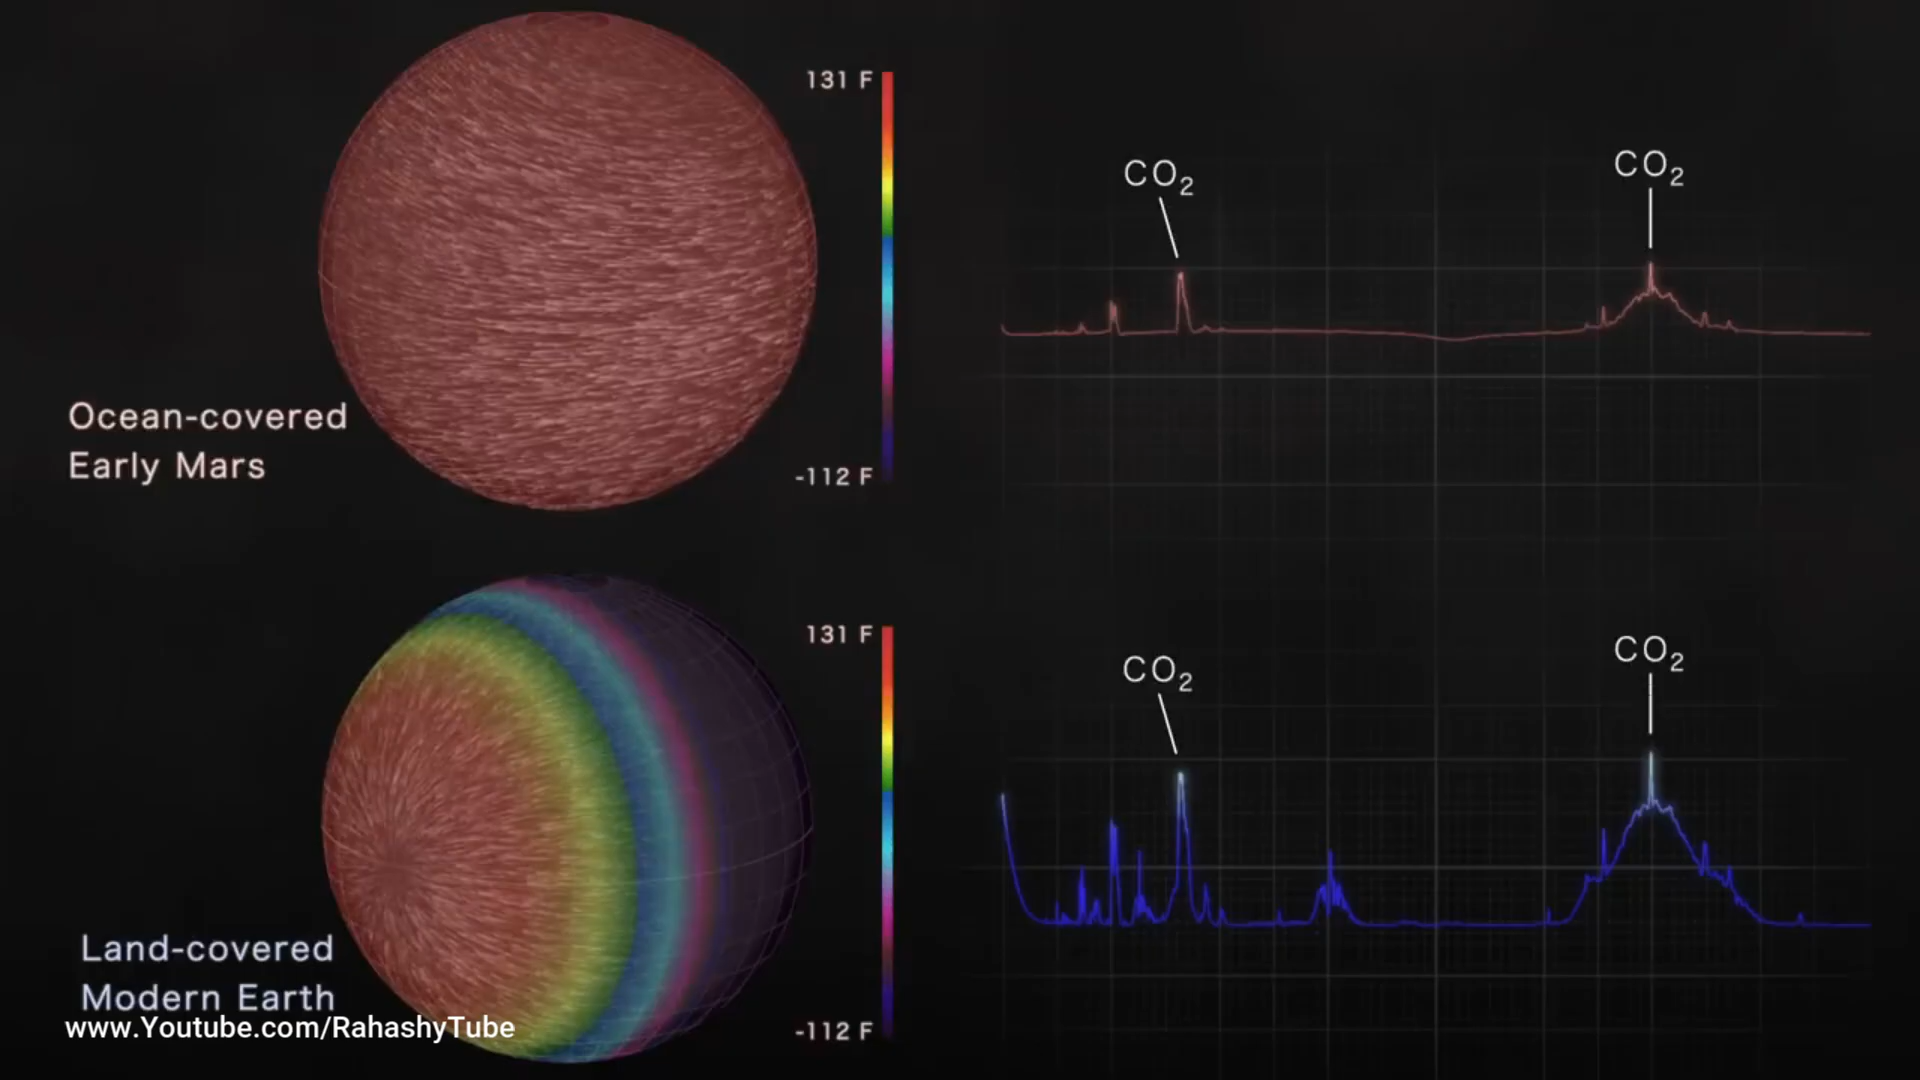 131 F
CO2
CO2
Ocean-covered
Early Mars
-112 F
131 F
CO2
CO2
Land-covered
Modern Earth
www.Youtube.com/RahashyTube
-112 F